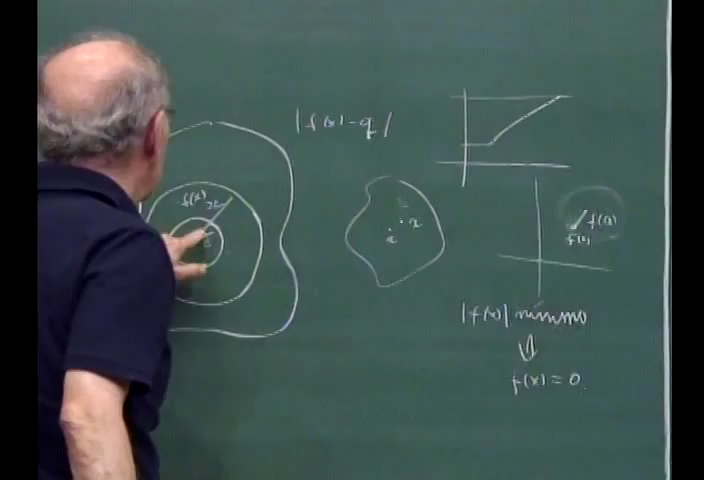 |f(x)-q|
f(x)
x
a
f(a)
f(x)
|f(x)| mínimo
⇓
f(x)=0.